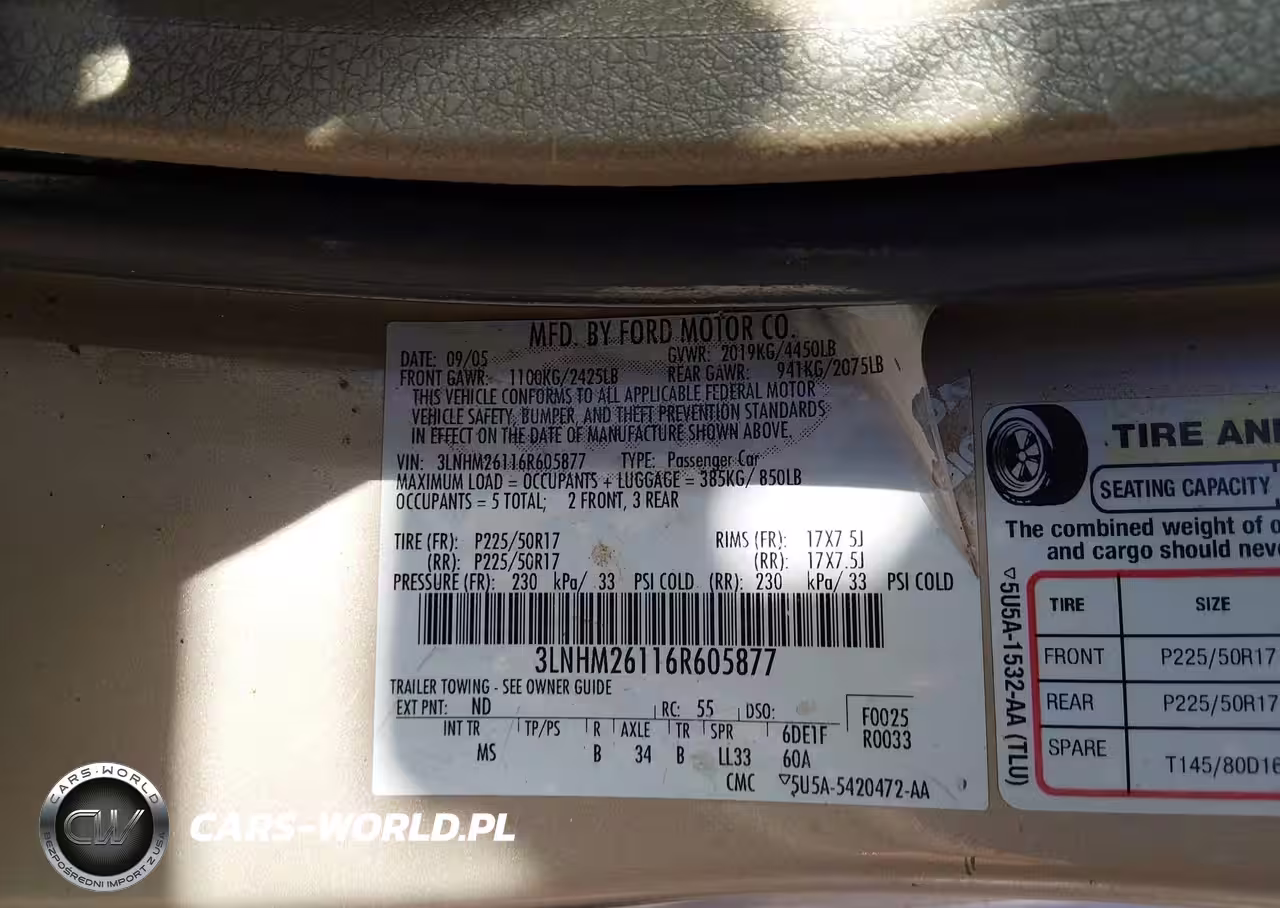 MFD. BY FORD MOTOR CO.
DATE: 09/05 GVWR: 2019KG/4450LB
FRONT GAWR: 1100KG/2425LB REAR GAWR: 941KG/2075LB
THIS VEHICLE CONFORMS TO ALL APPLICABLE FEDERAL MOTOR
VEHICLE SAFETY, BUMPER, AND THEFT PREVENTION STANDARDS
IN EFFECT ON THE DATE OF MANUFACTURE SHOWN ABOVE.
VIN: 3LNHM26116R605877 TYPE: Passenger Car
MAXIMUM LOAD = OCCUPANTS + LUGGAGE = 385KG/ 850LB
OCCUPANTS = 5 TOTAL; 2 FRONT, 3 REAR
TIRE (FR): P225/50R17 RIMS (FR): 17X7.5J
(RR): P225/50R17 (RR): 17X7.5J
PRESSURE (FR): 230 kPa/ 33 PSI COLD (RR): 230 kPa/ 33 PSI COLD
3LNHM26116R605877
TRAILER TOWING - SEE OWNER GUIDE
EXT PNT: ND RC: 55 DSO:
F0025
R0033
INT TR TP/PS R AXLE TR SPR 6DE1F
MS B 34 B LL33 60A
CMC ▽5U5A-5420472-AA
TIRE AN
SEATING CAPACITY
The combined weight of
and cargo should neve
TIRE SIZE
FRONT P225/50R17
REAR P225/50R17
SPARE T145/80D16
▽5U5A-1532-AA (TLU)
CARS-WORLD
CW
BEZPOŚREDNI IMPORT Z USA
CARS-WORLD.PL